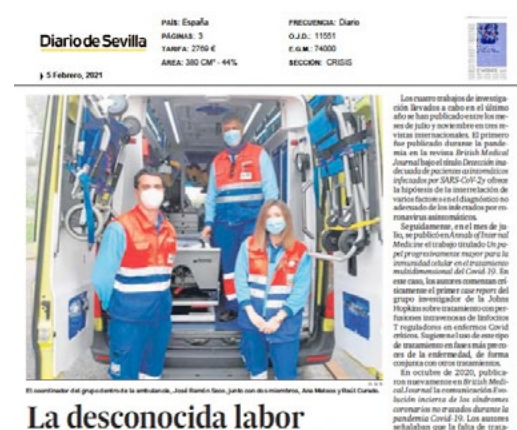 Diario de Sevilla
5 Febrero, 2021
PAÍS: España
PÁGINAS: 3
TARIFA: 2769 €
ÁREA: 380 CM² - 44%
FRECUENCIA: Diario
O.J.D.: 11551
E.G.M.: 74000
SECCIÓN: CRISIS
El coordinador del grupo dentro de la ambulancia, José Ramón Saos, junto con dos miembros, Ana Mateos y Raúl Curado.
La desconocida labor
Los cuatro trabajos de investiga-
ción llevados a cabo en el último
año se han publicado entre los me-
ses de julio y noviembre en tres re-
vistas internacionales. El primero
fue publicado durante la pande-
mia en la revista British Medical
Journal bajo el título Detección ina-
decuada de pacientes asintomáticos
infectados por SARS-CoV-2 y ofrece
la hipótesis de la interrelación de
varios factores en el diagnóstico no
adecuado de los infectados por co-
ronavirus asintomáticos.
Seguidamente, en el mes de ju-
lio, se publicó en Annals of Internal
Medicine el trabajo titulado Un pa-
pel progresivamente mayor para la
inmunidad celular en el tratamiento
multidimensional del Covid-19. En
este caso, los autores comentan crí-
ticamente el primer case report del
grupo investigador de la Johns
Hopkins sobre tratamiento con per-
fusiones intravenosas de linfocitos
T reguladores en enfermos Covid
críticos. Sugieren el uso de este tipo
de tratamiento en fases más preco-
ces de la enfermedad, de forma
conjunta con otros tratamientos.
En octubre de 2020, publica-
ron nuevamente en British Medi-
cal Journal la comunicación Evo-
lución incierta de los síndromes
coronarios no tratados durante la
pandemia Covid-19. Los autores
señalaban que la falta de trata-